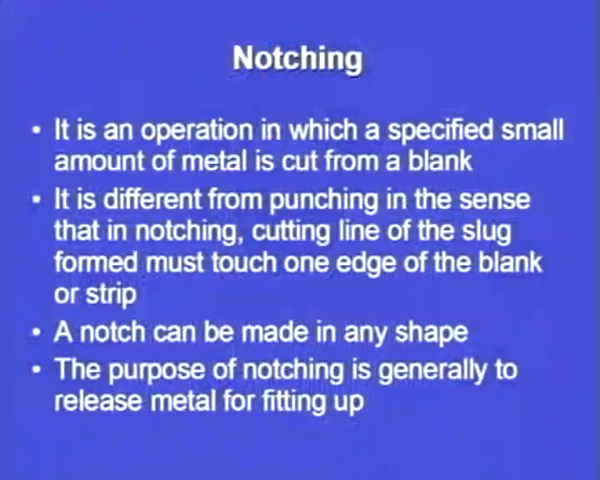 Notching
• It is an operation in which a specified small
amount of metal is cut from a blank
• It is different from punching in the sense
that in notching, cutting line of the slug
formed must touch one edge of the blank
or strip
• A notch can be made in any shape
• The purpose of notching is generally to
release metal for fitting up